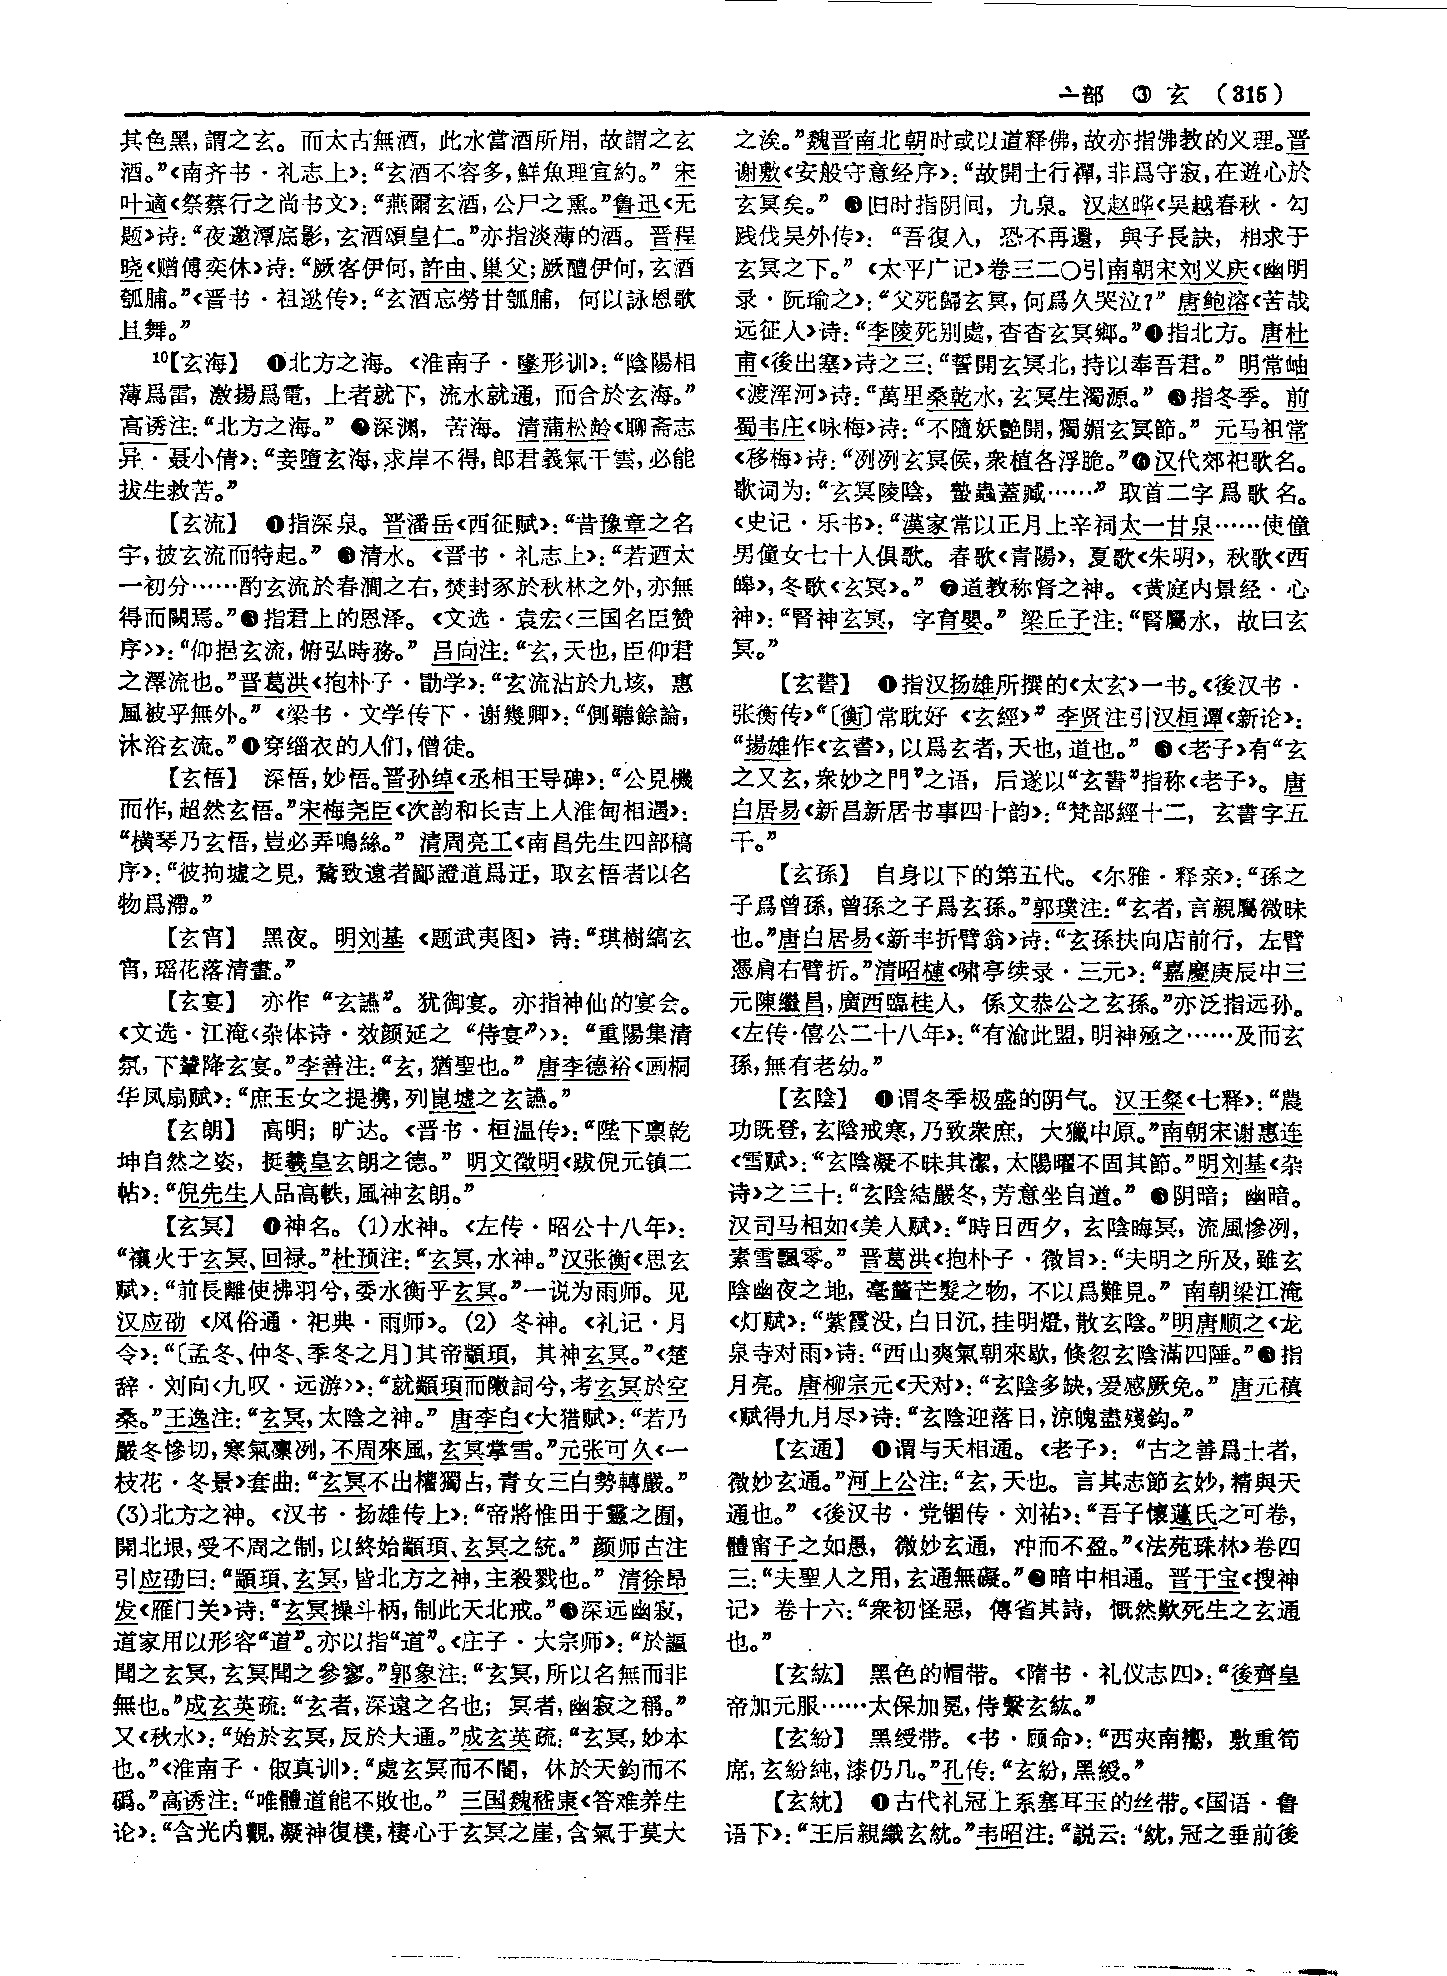 亠部 ③ 玄 (315)
其色黑，謂之玄。而太古無酒，此水當酒所用，故謂之玄
酒。”《南齐书·礼志上》：“玄酒不容多，鮮魚理宜約。”宋
叶適《祭蔡行之尚书文》：“燕爾玄酒，公尸之熏。”鲁迅《无
题》诗：“夜邀潭底影，玄酒頌皇仁。”亦指淡薄的酒。晋程
晓《赠傅奕休》诗：“厥客伊何，許由、巢父；厥醴伊何，玄酒
瓠脯。”《晋书·祖逖传》：“玄酒忘勞甘瓠脯，何以詠恩歌
且舞。”
10【玄海】 ❶北方之海。《淮南子·墬形训》：“陰陽相
薄爲雷，激揚爲電，上者就下，流水就通，而合於玄海。”
高诱注：“北方之海。”❷深渊，苦海。清蒲松龄《聊斋志
异·聂小倩》：“妾墮玄海，求岸不得，郎君義氣干雲，必能
拔生救苦。”
【玄流】 ❶指深泉。晋潘岳《西征赋》：“昔豫章之名
宇，披玄流而特起。”❷清水。《晋书·礼志上》：“若迺太
一初分……酌玄流於春澗之右，焚封豕於秋林之外，亦無
得而闕焉。”❸指君上的恩泽。《文选·袁宏〈三国名臣赞
序〉》：“仰挹玄流，俯弘時務。”吕向注：“玄，天也，臣仰君
之澤流也。”晋葛洪《抱朴子·勖学》：“玄流沾於九垓，惠
風被乎無外。”《梁书·文学传下·谢幾卿》：“側聽餘論，
沐浴玄流。”❹穿缁衣的人们，僧徒。
【玄悟】 深悟，妙悟。晋孙绰《丞相王导碑》：“公見機
而作，超然玄悟。”宋梅尧臣《次韵和长吉上人淮甸相遇》：
“横琴乃玄悟，豈必弄鳴絲。”清周亮工《南昌先生四部稿
序》：“彼拘墟之見，鶩致遠者鄙證道爲迂，取玄悟者以名
物爲滯。”
【玄宵】 黑夜。明刘基《题武夷图》诗：“琪樹縞玄
宵，瑶花落清晝。”
【玄宴】 亦作“玄讌”。犹御宴。亦指神仙的宴会。
《文选·江淹〈杂体诗·效颜延之“侍宴”〉》：“重陽集清
氛，下輦降玄宴。”李善注：“玄，猶聖也。”唐李德裕《画桐
华凤扇赋》：“庶玉女之提携，列崑墟之玄讌。”
【玄朗】 高明；旷达。《晋书·桓温传》：“陛下禀乾
坤自然之姿，挺羲皇玄朗之德。”明文徵明《跋倪元镇二
帖》：“倪先生人品高軼，風神玄朗。”
【玄冥】 ❶神名。(1)水神。《左传·昭公十八年》：
“禳火于玄冥、回禄。”杜预注：“玄冥，水神。”汉张衡《思玄
赋》：“前長離使拂羽兮，委水衡乎玄冥。”一说为雨师。见
汉应劭《风俗通·祀典·雨师》。(2) 冬神。《礼记·月
令》：“〔孟冬、仲冬、季冬之月〕其帝顓頊，其神玄冥。”《楚
辞·刘向〈九叹·远游〉》：“就顓頊而敶詞兮，考玄冥於空
桑。”王逸注：“玄冥，太陰之神。”唐李白《大猎赋》：“若乃
嚴冬慘切，寒氣凜冽，不周來風，玄冥掌雪。”元张可久《一
枝花·冬景》套曲：“玄冥不出權獨占，青女三白勢轉嚴。”
(3)北方之神。《汉书·扬雄传上》：“帝將惟田于靈之囿，
開北垠，受不周之制，以終始顓頊、玄冥之統。”颜师古注
引应劭曰：“顓頊、玄冥，皆北方之神，主殺戮也。”清徐昂
发《雁门关》诗：“玄冥操斗柄，制此天北戒。”❷深远幽寂，
道家用以形容“道”。亦以指“道”。《庄子·大宗师》：“於謳
聞之玄冥，玄冥聞之參寥。”郭象注：“玄冥，所以名無而非
無也。”成玄英疏：“玄者，深遠之名也；冥者，幽寂之稱。”
又《秋水》：“始於玄冥，反於大通。”成玄英疏：“玄冥，妙本
也。”《淮南子·俶真训》：“處玄冥而不闇，休於天鈞而不
䃣。”高诱注：“唯體道能不敗也。”三国魏嵇康《答难养生
论》：“含光内觀，凝神復樸，棲心于玄冥之崖，含氣于莫大
之涘。”魏晋南北朝时或以道释佛，故亦指佛教的义理。晋
谢敷《安般守意经序》：“故開士行禪，非爲守寂，在遊心於
玄冥矣。”❸旧时指阴间，九泉。汉赵晔《吴越春秋·勾
践伐吴外传》：“吾復入，恐不再還，與子長訣，相求于
玄冥之下。”《太平广记》卷三二〇引南朝宋刘义庆《幽明
录·阮瑜之》：“父死歸玄冥，何爲久哭泣？”唐鲍溶《苦战
远征人》诗：“李陵死别處，杳杳玄冥鄉。”❹指北方。唐杜
甫《後出塞》诗之三：“誓開玄冥北，持以奉吾君。”明常岫
《渡浑河》诗：“萬里桑乾水，玄冥生濁源。”❺指冬季。前
蜀韦庄《咏梅》诗：“不隨妖艷開，獨媚玄冥節。”元马祖常
《移梅》诗：“冽冽玄冥侯，衆植各浮脆。”❻汉代郊祀歌名。
歌词为：“玄冥陵陰，蟄蟲蓋臧……”取首二字爲歌名。
《史记·乐书》：“漢家常以正月上辛祠太一甘泉……使僮
男僮女七十人俱歌。春歌《青陽》，夏歌《朱明》，秋歌《西
皞》，冬歌《玄冥》。”❼道教称肾之神。《黄庭内景经·心
神》：“腎神玄冥，字育嬰。”梁丘子注：“腎屬水，故曰玄
冥。”
【玄書】 ❶指汉扬雄所撰的《太玄》一书。《後汉书·
张衡传》“〔衡〕常耽好《玄經》”李贤注引汉桓谭《新论》：
“揚雄作《玄書》，以爲玄者，天也，道也。”❷《老子》有“玄
之又玄，衆妙之門”之语，后遂以“玄書”指称《老子》。唐
白居易《新昌新居书事四十韵》：“梵部經十二，玄書字五
千。”
【玄孫】 自身以下的第五代。《尔雅·释亲》：“孫之
子爲曾孫，曾孫之子爲玄孫。”郭璞注：“玄者，言親屬微昧
也。”唐白居易《新丰折臂翁》诗：“玄孫扶向店前行，左臂
憑肩右臂折。”清昭槤《啸亭续录·三元》：“嘉慶庚辰中三
元陳繼昌，廣西臨桂人，係文恭公之玄孫。”亦泛指远孙。
《左传·僖公二十八年》：“有渝此盟，明神殛之……及而玄
孫，無有老幼。”
【玄陰】 ❶谓冬季极盛的阴气。汉王粲《七释》：“農
功既登，玄陰戒寒，乃致衆庶，大獵中原。”南朝宋谢惠连
《雪赋》：“玄陰凝不昧其潔，太陽曜不固其節。”明刘基《杂
诗》之三十：“玄陰結嚴冬，芳意坐自道。”❷阴暗；幽暗。
汉司马相如《美人赋》：“時日西夕，玄陰晦冥，流風慘冽，
素雪飄零。”晋葛洪《抱朴子·微旨》：“夫明之所及，雖玄
陰幽夜之地，毫釐芒髮之物，不以爲難見。”南朝梁江淹
《灯赋》：“紫霞没，白日沉，挂明燈，散玄陰。”明唐顺之《龙
泉寺对雨》诗：“西山爽氣朝來歇，倏忽玄陰滿四陲。”❸指
月亮。唐柳宗元《天对》：“玄陰多缺，爰感厥兔。”唐元稹
《赋得九月尽》诗：“玄陰迎落日，涼魄盡殘鈎。”
【玄通】 ❶谓与天相通。《老子》：“古之善爲士者，
微妙玄通。”河上公注：“玄，天也。言其志節玄妙，精與天
通也。”《後汉书·党锢传·刘祐》：“吾子懷蘧氏之可卷，
體甯子之如愚，微妙玄通，冲而不盈。”《法苑珠林》卷四
三：“夫聖人之用，玄通無礙。”❷暗中相通。晋干宝《搜神
记》卷十六：“衆初怪惡，傳省其詩，慨然歎死生之玄通
也。”
【玄紘】 黑色的帽带。《隋书·礼仪志四》：“後齊皇
帝加元服……太保加冕，侍繫玄紘。”
【玄紛】 黑绶带。《书·顾命》：“西夾南嚮，敷重筍
席，玄紛純，漆仍几。”孔传：“玄紛，黑綬。”
【玄紞】 ❶古代礼冠上系塞耳玉的丝带。《国语·鲁
语下》：“王后親織玄紞。”韦昭注：“説云：‘紞，冠之垂前後